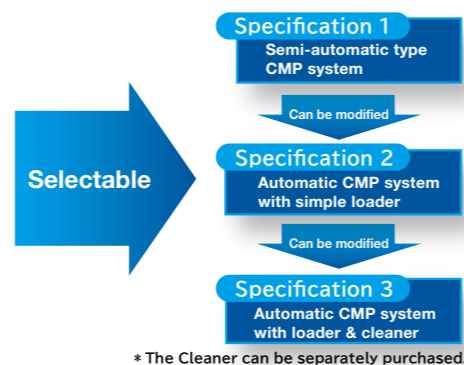 Selectable
Specification 1
Semi-automatic type
CMP system
Can be modified
Specification 2
Automatic CMP system
with simple loader
Can be modified
Specification 3
Automatic CMP system
with loader & cleaner
* The Cleaner can be separately purchased.